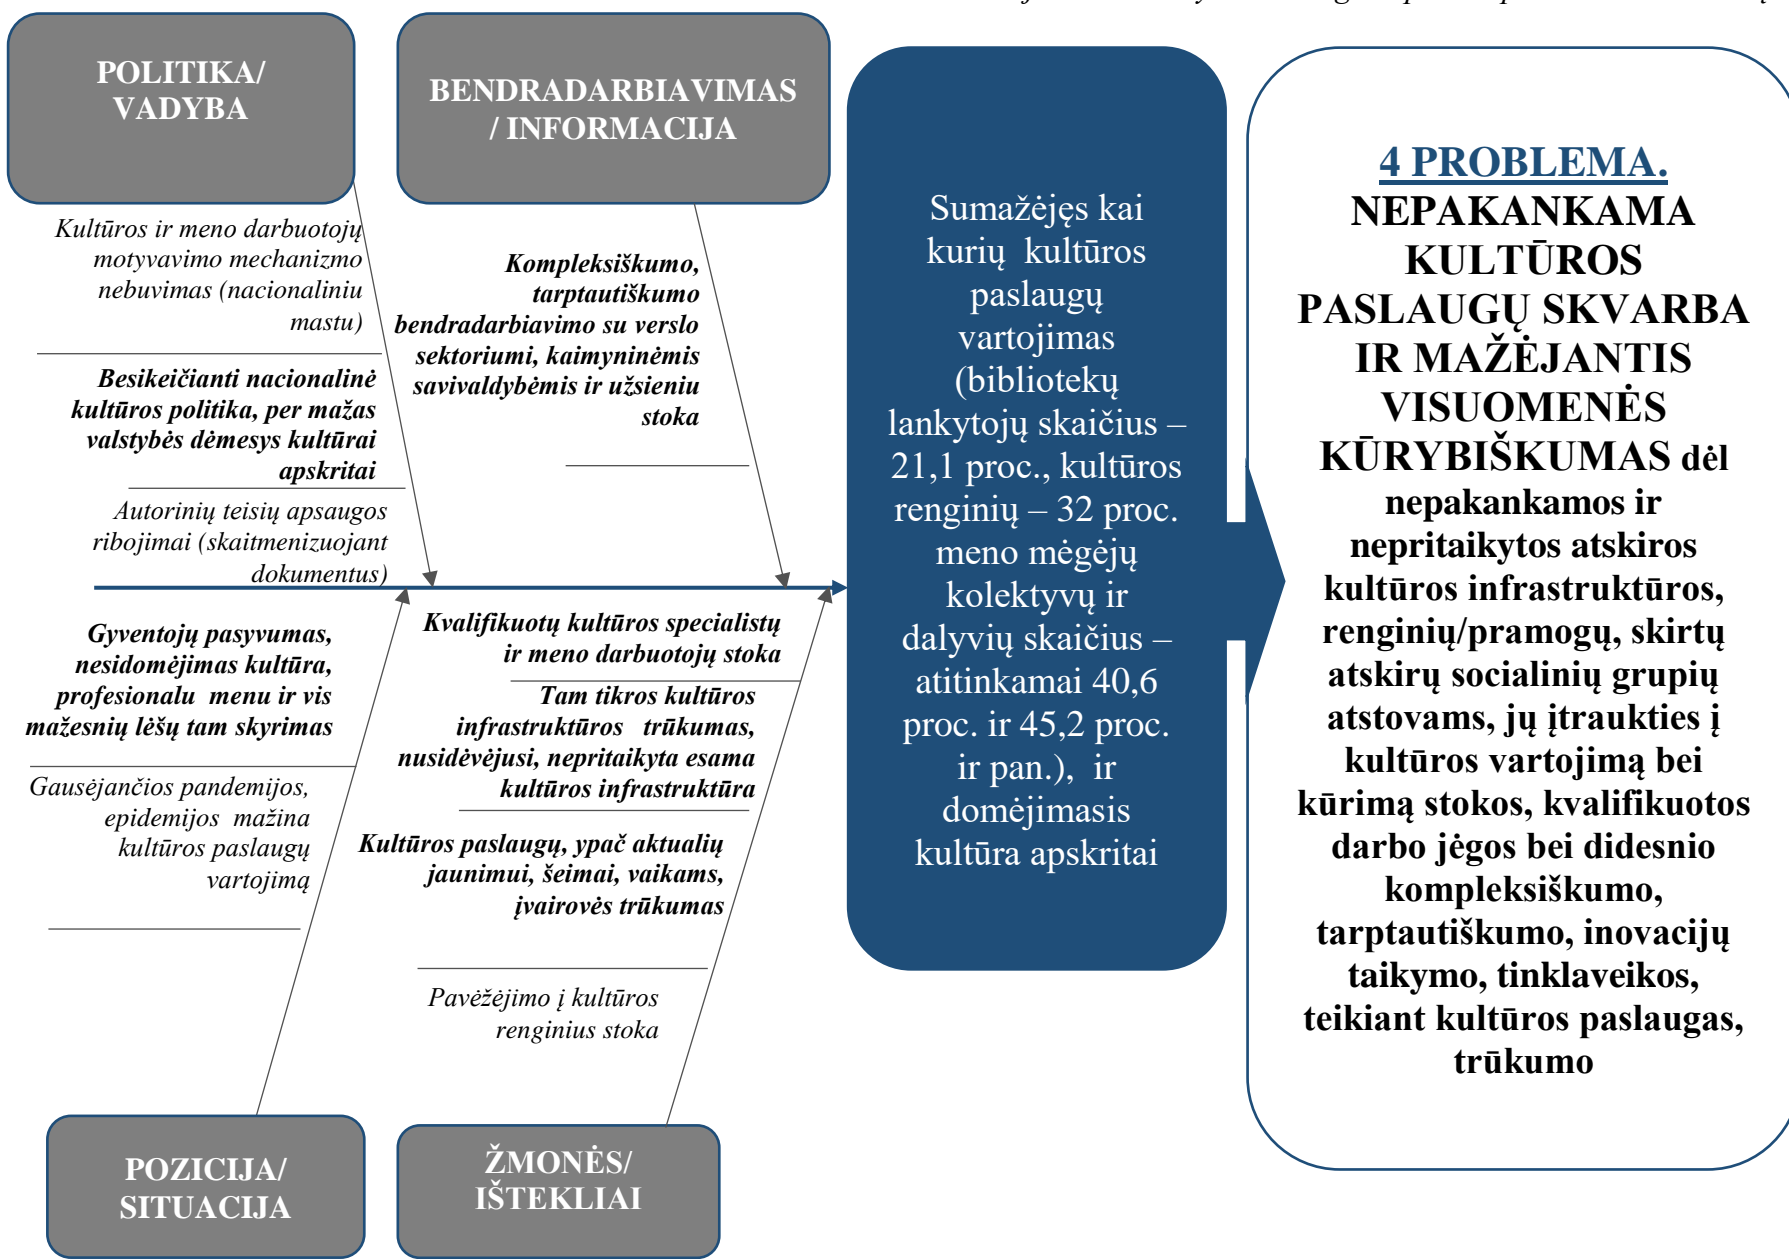 POLITIKA/
VADYBA
BENDRADARBIAVIMAS
/ INFORMACIJA
Kultūros ir meno darbuotojų
motyvavimo mechanizmo
nebuvimas (nacionaliniu
mastu)
Besikeičianti nacionalinė
kultūros politika, per mažas
valstybės dėmesys kultūrai
apskritai
Autorinių teisių apsaugos
ribojimai (skaitmenizuojant
dokumentus)
Kompleksiškumo,
tarptautiškumo
bendradarbiavimo su verslo
sektoriumi, kaimyninėmis
savivaldybėmis ir užsieniu
stoka
Gyventojų pasyvumas,
nesidomėjimas kultūra,
profesionalu  menu ir vis
mažesnių lėšų tam skyrimas
Gausėjančios pandemijos,
epidemijos  mažina
kultūros paslaugų
vartojimą
Kvalifikuotų kultūros specialistų
ir meno darbuotojų stoka
Tam tikros kultūros
infrastruktūros   trūkumas,
nusidėvėjusi, nepritaikyta esama
kultūros infrastruktūra
Kultūros paslaugų, ypač aktualių
jaunimui, šeimai, vaikams,
įvairovės trūkumas
Pavėžėjimo į kultūros
renginius stoka
POZICIJA/
SITUACIJA
ŽMONĖS/
IŠTEKLIAI
Sumažėjęs kai
kurių  kultūros
paslaugų
vartojimas
(bibliotekų
lankytojų skaičius –
21,1 proc., kultūros
renginių – 32 proc.
meno mėgėjų
kolektyvų ir
dalyvių skaičius –
atitinkamai 40,6
proc. ir 45,2 proc.
ir pan.),  ir
domėjimasis
kultūra apskritai
4 PROBLEMA.
NEPAKANKAMA
KULTŪROS
PASLAUGŲ SKVARBA
IR MAŽĖJANTIS
VISUOMENĖS
KŪRYBIŠKUMAS dėl
nepakankamos ir
nepritaikytos atskiros
kultūros infrastruktūros,
renginių/pramogų, skirtų
atskirų socialinių grupių
atstovams, jų įtraukties į
kultūros vartojimą bei
kūrimą stokos, kvalifikuotos
darbo jėgos bei didesnio
kompleksiškumo,
tarptautiškumo, inovacijų
taikymo, tinklaveikos,
teikiant kultūros paslaugas,
trūkumo